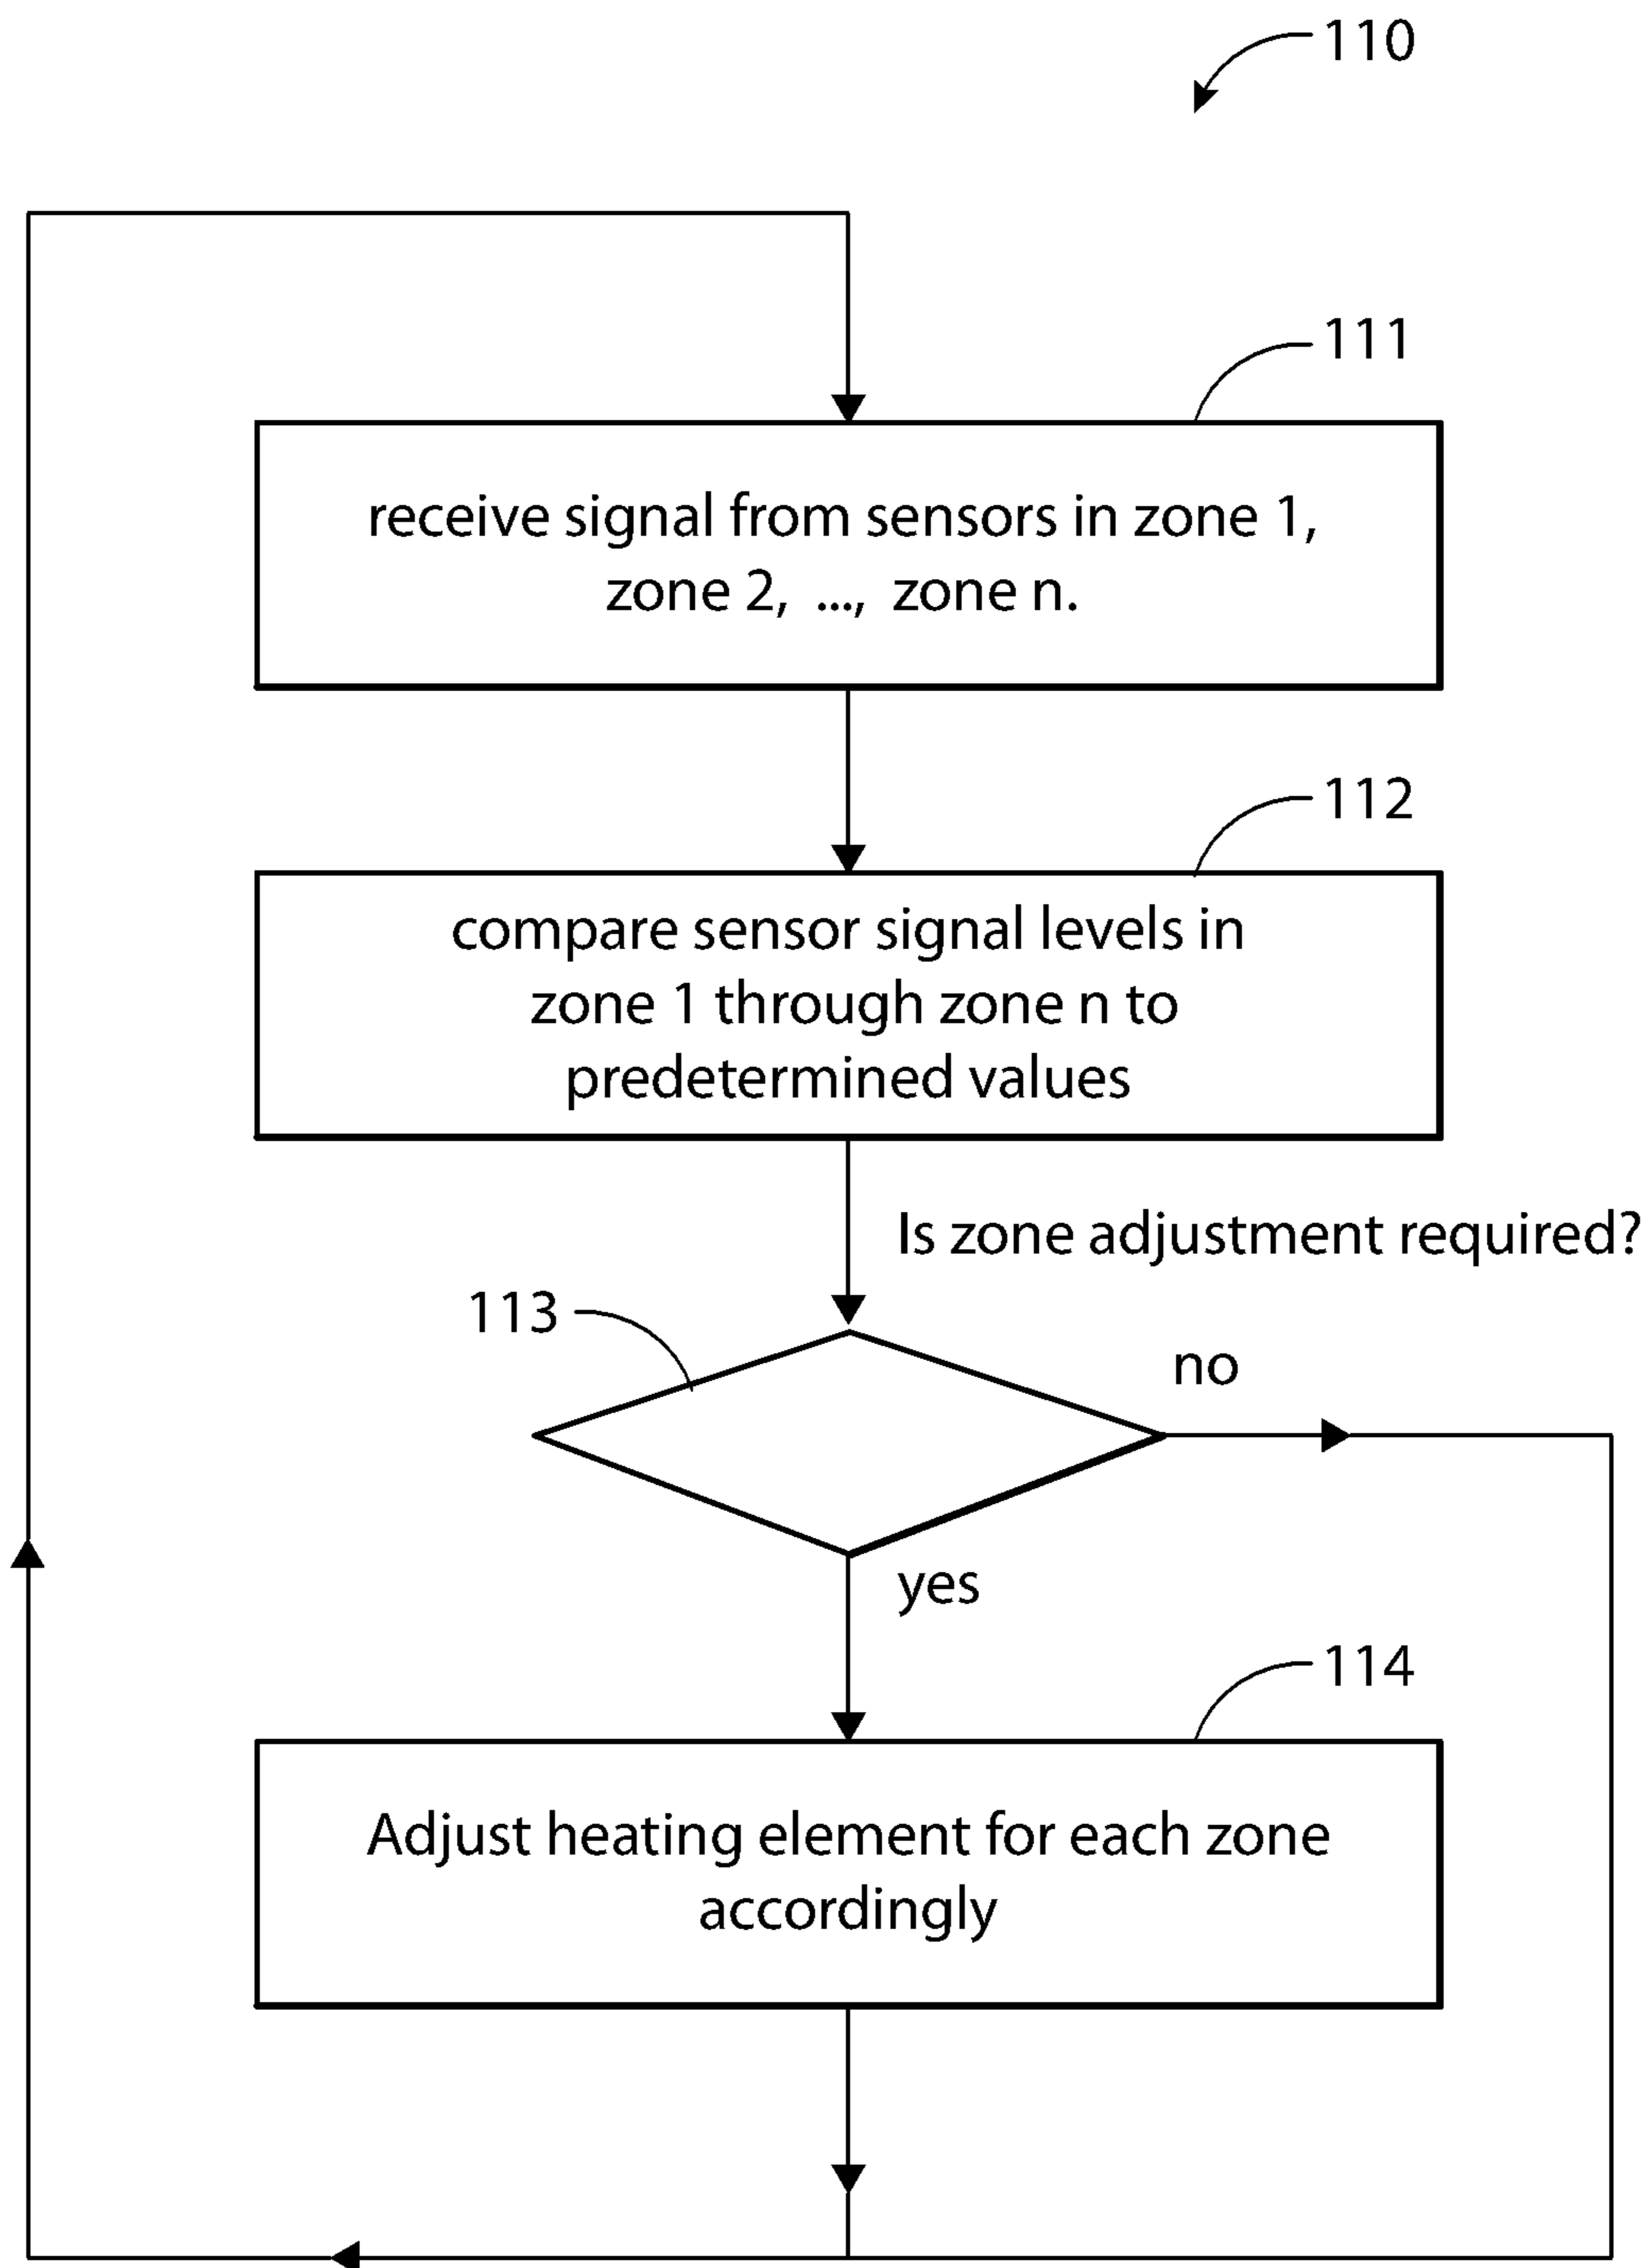 110
111
receive signal from sensors in zone 1,
zone 2, ..., zone n.
112
compare sensor signal levels in
zone 1 through zone n to
predetermined values
Is zone adjustment required?
113
no
yes
114
Adjust heating element for each zone
accordingly